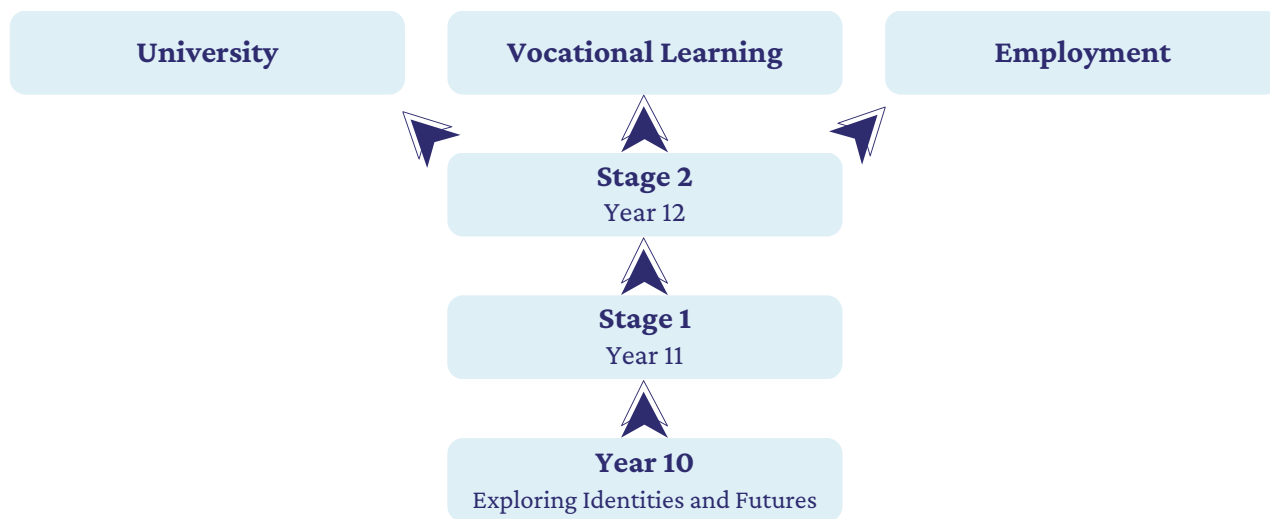 University
Vocational Learning
Employment
Stage 2
Year 12
Stage 1
Year 11
Year 10
Exploring Identities and Futures